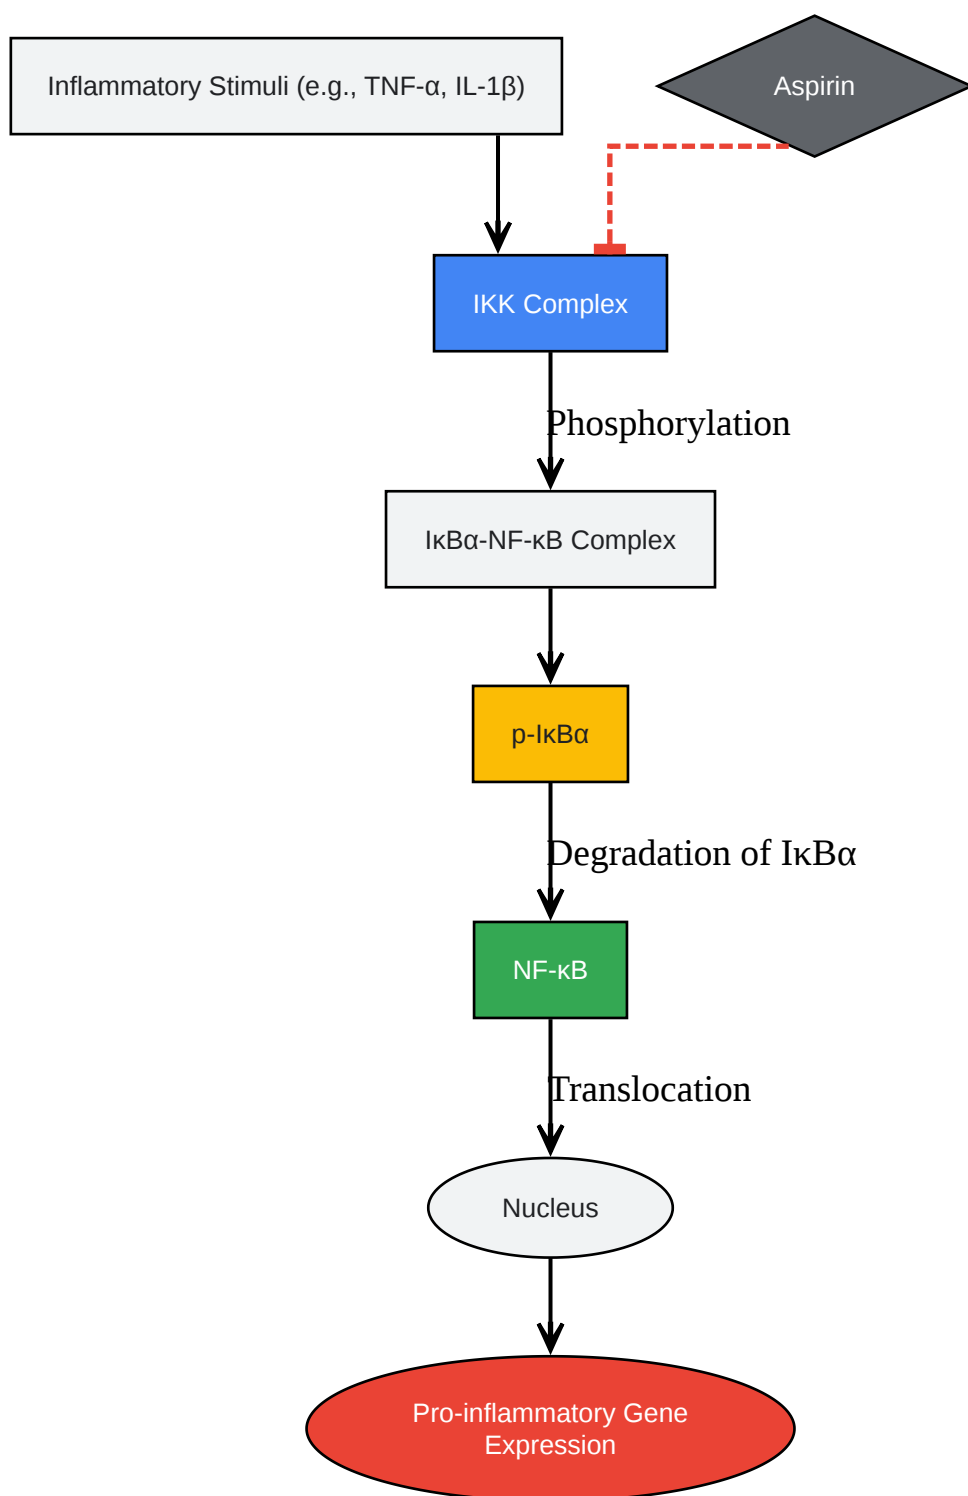 Inflammatory Stimuli (e.g., TNF-α, IL-1β)
Aspirin
IKK Complex
Phosphorylation
IκBα-NF-κB Complex
p-IκBα
Degradation of IκBα
NF-κB
Translocation
Nucleus
Pro-inflammatory Gene
Expression